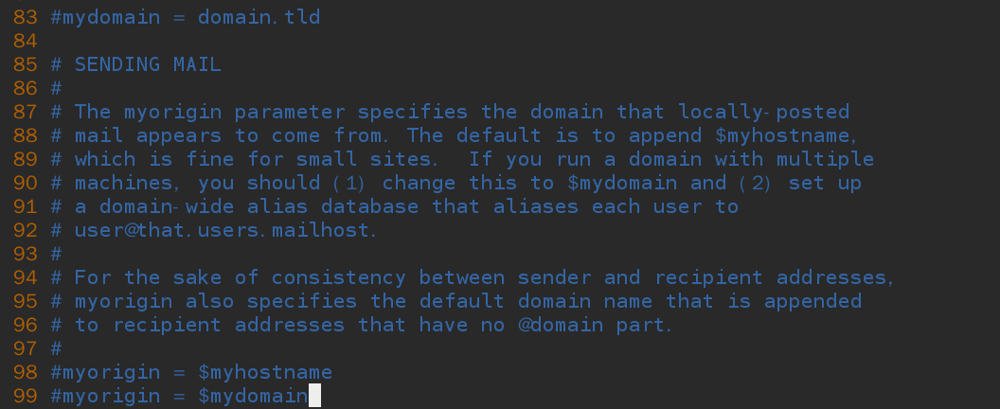 83 #mydomain = domain.tld
84
85 # SENDING MAIL
86 #
87 # The myorigin parameter specifies the domain that locally-posted
88 # mail appears to come from. The default is to append $myhostname,
89 # which is fine for small sites.  If you run a domain with multiple
90 # machines, you should (1) change this to $mydomain and (2) set up
91 # a domain-wide alias database that aliases each user to
92 # user@that.users.mailhost.
93 #
94 # For the sake of consistency between sender and recipient addresses,
95 # myorigin also specifies the default domain name that is appended
96 # to recipient addresses that have no @domain part.
97 #
98 #myorigin = $myhostname
99 #myorigin = $mydomain